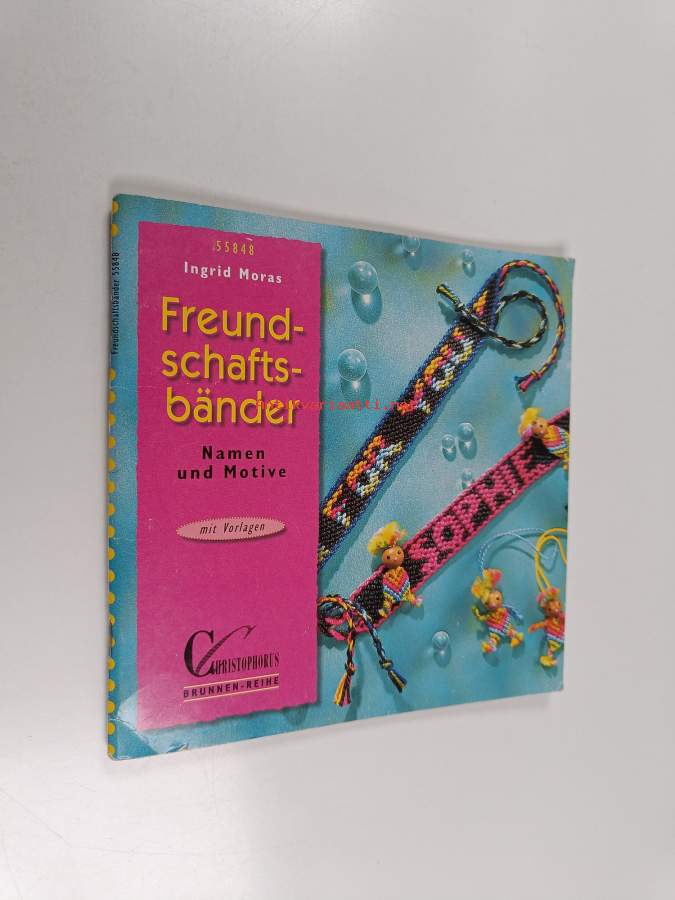 55848
Ingrid Moras
Freund-
schafts-
bänder
Namen
und Motive
mit Vorlagen
CHRISTOPHORUS
BRUNNEN-REIHE
Freundschaftsbänder 55848
SOPHIE